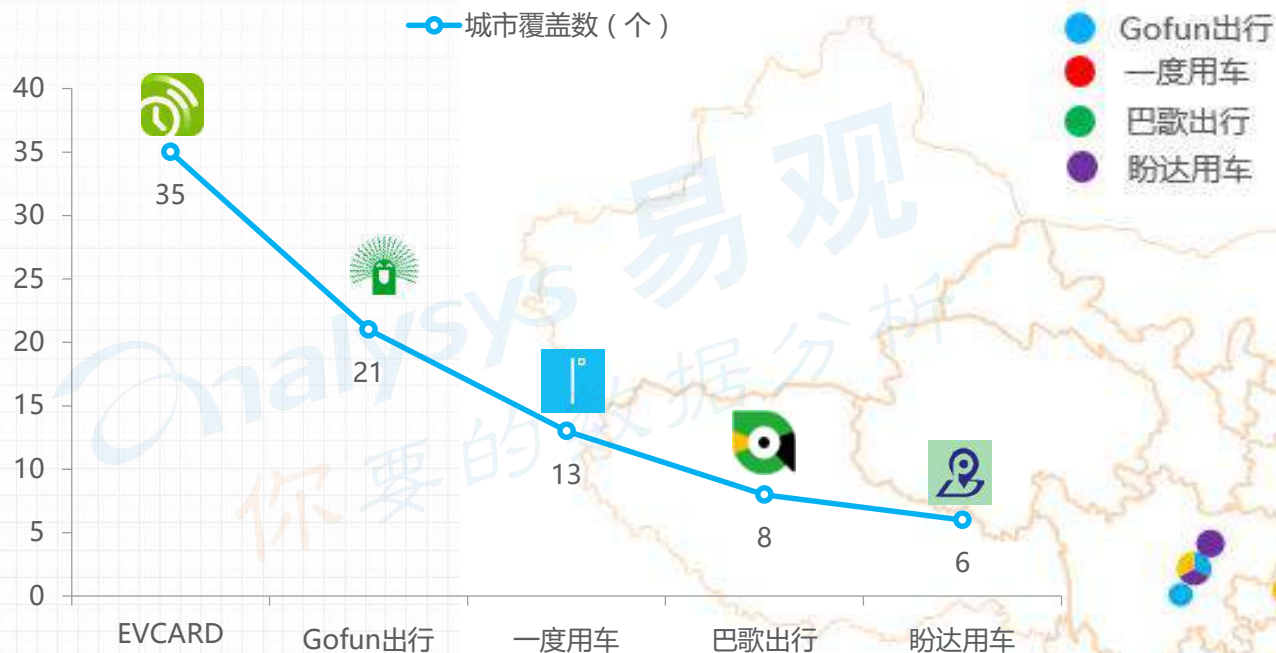 城市覆盖数（个）
Gofun出行
一度用车
巴歌出行
盼达用车
40
35
30
25
20
15
10
5
0
35
21
13
8
6
EVCARD
Gofun出行
一度用车
巴歌出行
盼达用车
analysys 易观
你要的数据分析